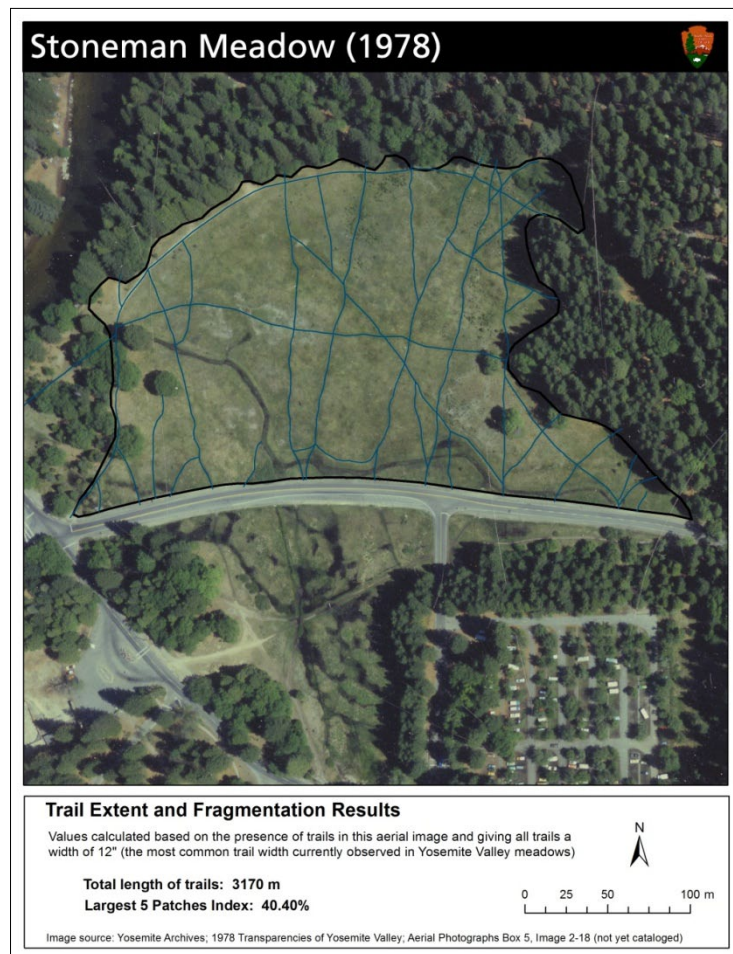 Stoneman Meadow (1978)
Trail Extent and Fragmentation Results
Values calculated based on the presence of trails in this aerial image and giving all trails a
width of 12" (the most common trail width currently observed in Yosemite Valley meadows)
Total length of trails: 3170 m
Largest 5 Patches Index: 40.40%
N
0 25 50 100 m
Image source: Yosemite Archives; 1978 Transparencies of Yosemite Valley; Aerial Photographs Box 5, Image 2-18 (not yet cataloged)